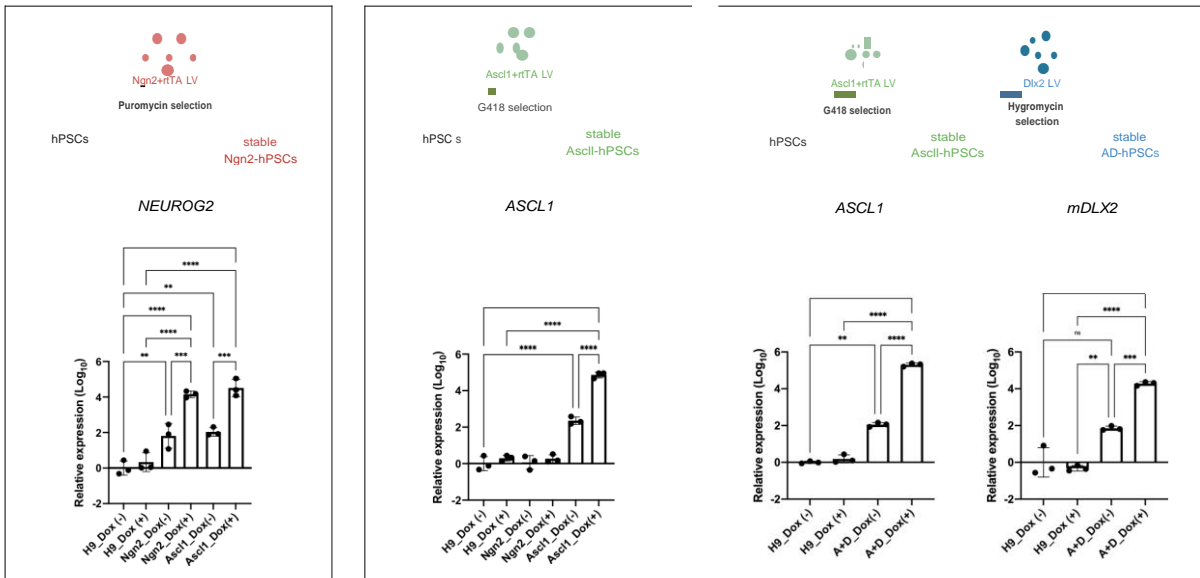 Ngn2+rtTA LV
Puromycin selection
hPSCs
stable
Ngn2-hPSCs
NEUROG2
****
**
****
****
** *** ***
Relative expression (Log10)
6
4
2
0
-2
H9_Dox (-)
H9_Dox (+)
Ngn2_Dox(-)
Ngn2_Dox(+)
Ascl1_Dox(-)
Ascl1_Dox(+)
Ascl1+rTA LV
G418 selection
hPSC s
stable
Ascll-hPSCs
ASCL1
****
**** ****
Relative expression (Log10)
6
4
2
0
-2
H9_Dox (-)
H9_Dox (+)
Ngn2_Dox(-)
Ngn2_Dox(+)
Ascl1_Dox(-)
Ascl1_Dox(+)
Ascl1+rtTA LV
G418 selection
hPSCs
stable
Ascll-hPSCs
ASCL1
****
** ****
Relative expression (Log10)
6
4
2
0
-2
H9_Dox (-)
H9_Dox (+)
A+D_Dox(-)
A+D_Dox(+)
Dlx2 LV
Hygromycin
selection
stable
AD-hPSCs
mDLX2
****
ns
** ***
Relative expression (Log10)
6
4
2
0
-2
H9_Dox (-)
H9_Dox (+)
A+D_Dox(-)
A+D_Dox(+)